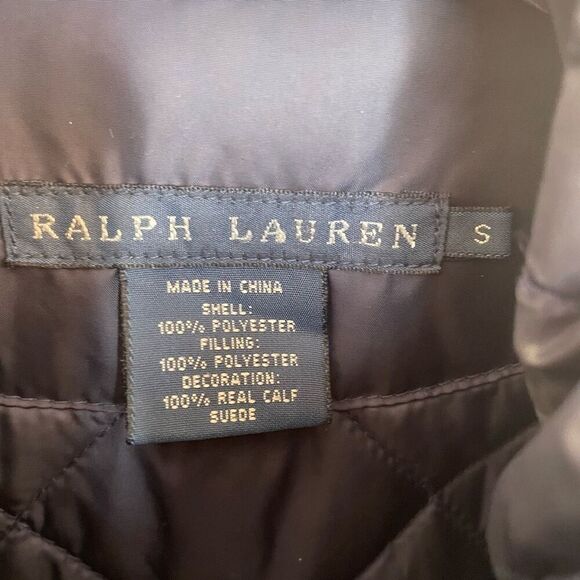 RALPH LAUREN S
MADE IN CHINA
SHELL:
100% POLYESTER
FILLING:
100% POLYESTER
DECORATION:
100% REAL CALF
SUEDE